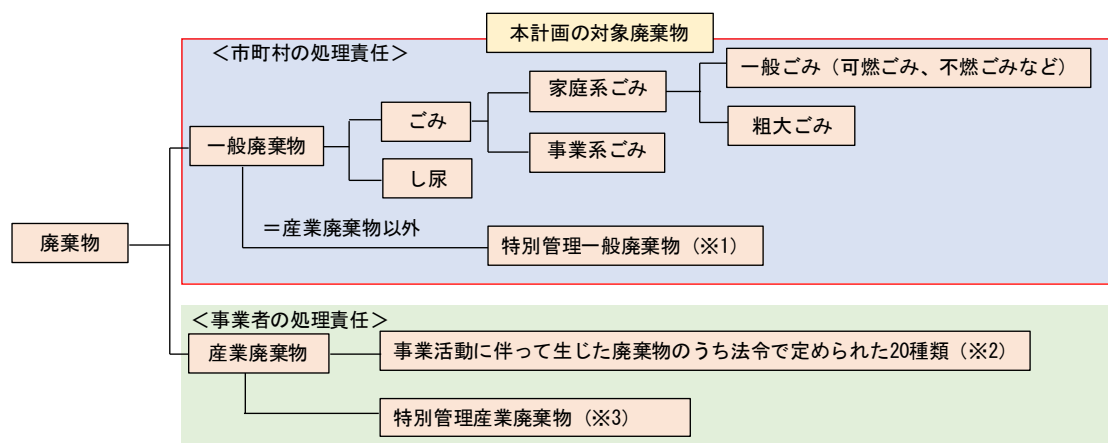 本計画の対象廃棄物
＜市町村の処理責任＞
一般ごみ（可燃ごみ、不燃ごみなど）
家庭系ごみ
ごみ
粗大ごみ
一般廃棄物
事業系ごみ
し尿
＝産業廃棄物以外
廃棄物
特別管理一般廃棄物（※1）
＜事業者の処理責任＞
産業廃棄物
事業活動に伴って生じた廃棄物のうち法令で定められた20種類（※2）
特別管理産業廃棄物（※3）